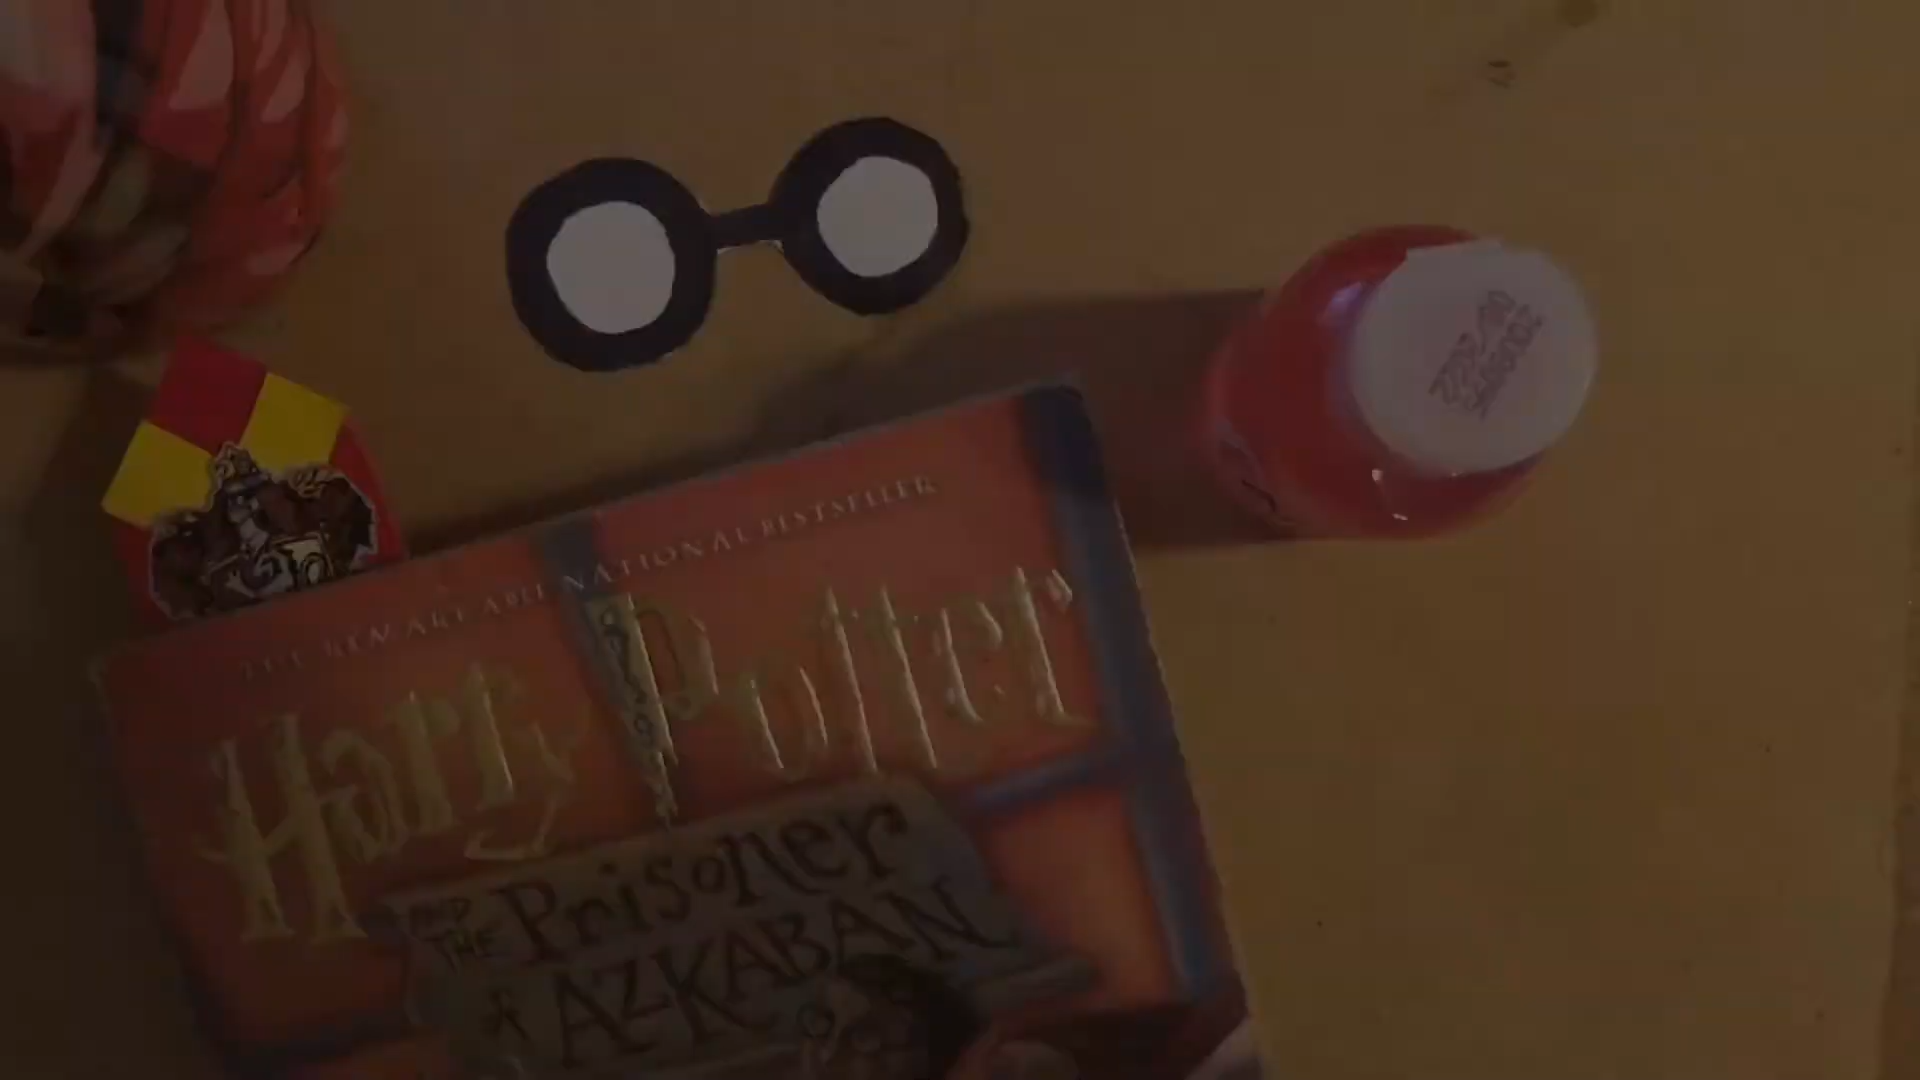 THE REMARKABLE NATIONAL BESTSELLER
Harry Potter
AND THE Prisoner
of AZKABAN